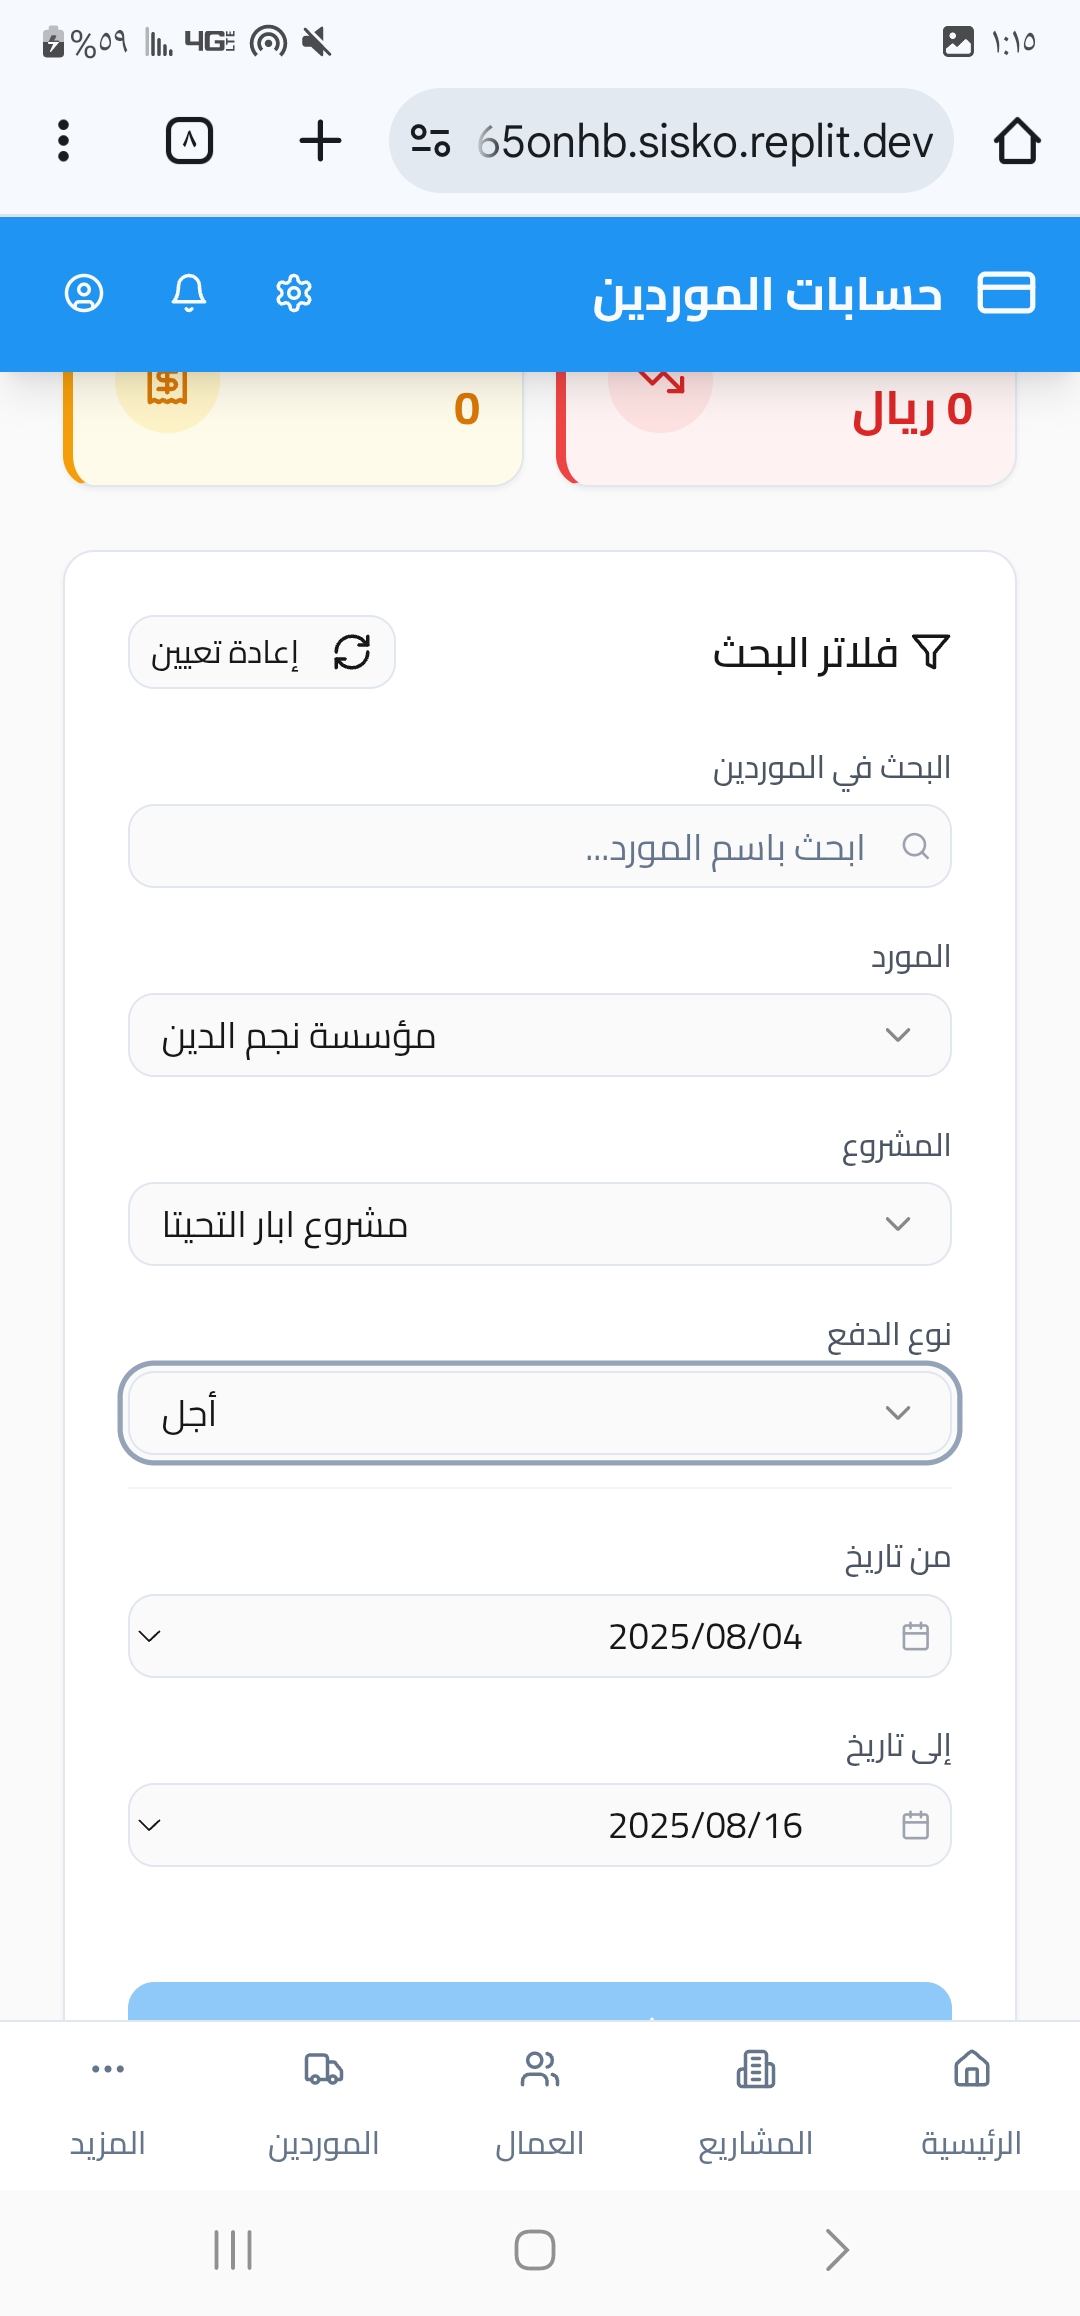 %٥٩ 4G LTE ١:١٥
٨ 65onhb.sisko.replit.dev
حسابات الموردين
0 ريال
0
فلاتر البحث
إعادة تعيين
البحث في الموردين
ابحث باسم المورد...
المورد
مؤسسة نجم الدين
المشروع
مشروع ابار التحيتا
نوع الدفع
أجل
من تاريخ
2025/08/04
إلى تاريخ
2025/08/16
الرئيسية
المشاريع
العمال
الموردين
المزيد